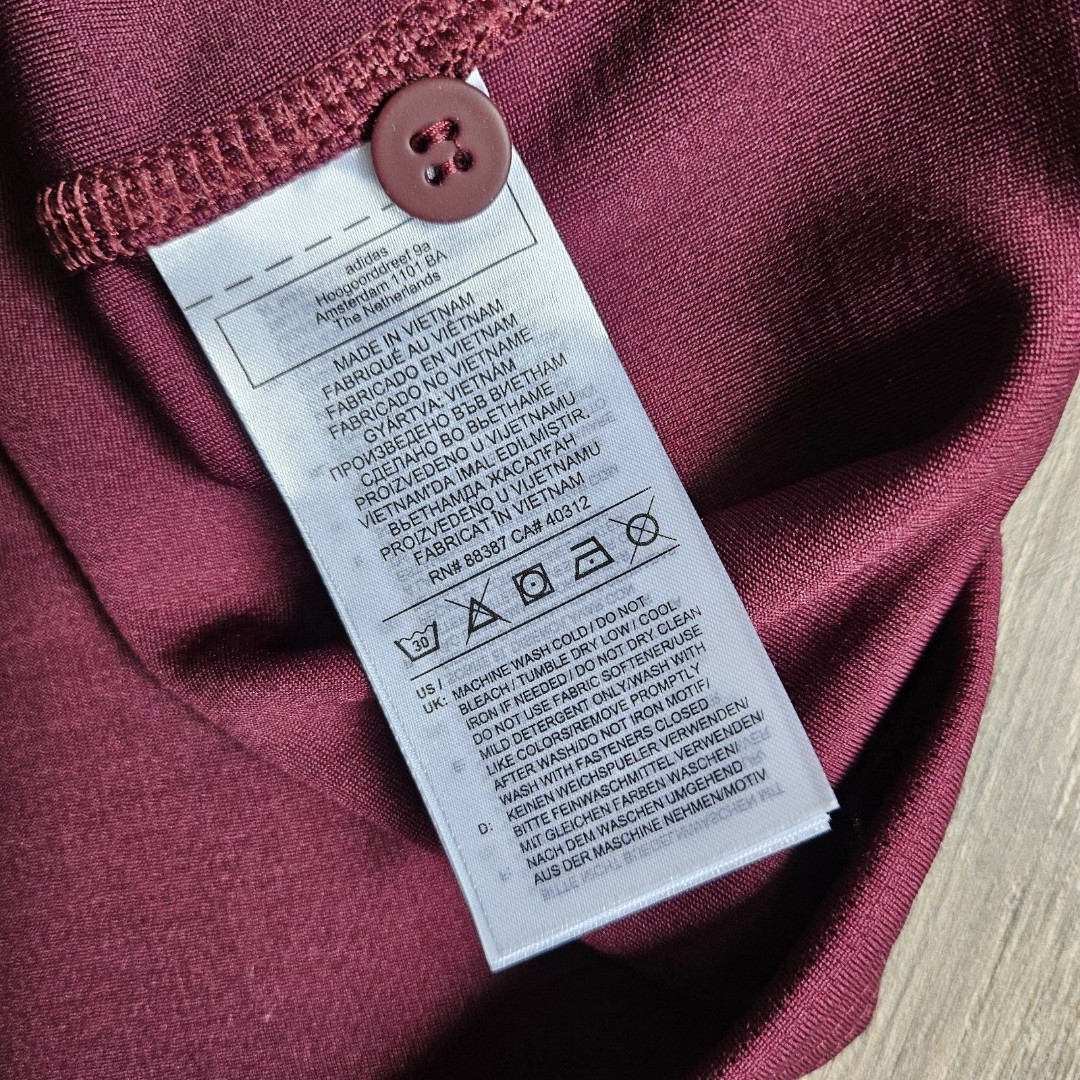 adidas
Hoogoorddreef 9a
Amsterdam 1101 BA
The Netherlands
MADE IN VIETNAM
FABRIQUÉ AU VIÊTNAM
FABRICADO EN VIETNAM
FABRICADO NO VIETNAME
GYÁRTVA: VIETNAM
ПРОИЗВЕДЕНО ВЪВ ВИЕТНАМ
СДЕЛАНО ВО ВЬЕТНАМЕ
PROIZVEDENO U VIJETNAMU
VIETNAM'DA IMAL EDİLMİŞTİR.
ВЬЕТНАМДА ЖАСАЛҒАН
PROIZVEDENO U VIJETNAMU
FABRICAT ÎN VIETNAM
RN# 88387 CA# 40312
30
US / UK: MACHINE WASH COLD / DO NOT
BLEACH / TUMBLE DRY LOW / COOL
IRON IF NEEDED / DO NOT DRY CLEAN
DO NOT USE FABRIC SOFTENER/USE
MILD DETERGENT ONLY/WASH WITH
LIKE COLORS/REMOVE PROMPTLY
AFTER WASH/DO NOT IRON MOTIF/
WASH WITH FASTENERS CLOSED
D: KEINEN WEICHSPUELER VERWENDEN/
BITTE FEINWASCHMITTEL VERWENDEN/
MIT GLEICHEN FARBEN WASCHEN/
NACH DEM WASCHEN UMGEHEND
AUS DER MASCHINE NEHMEN/MOTIV